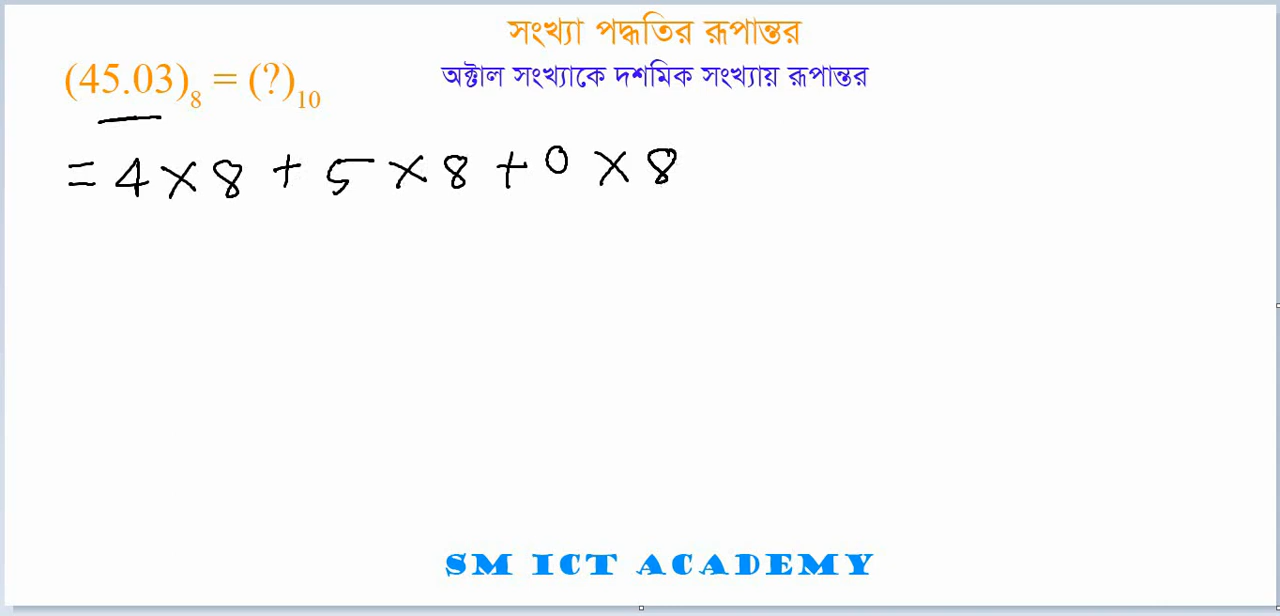 সংখ্যা পদ্ধতির রূপান্তর
অক্টাল সংখ্যাকে দশমিক সংখ্যায় রূপান্তর
(45.03)₈ = (?)₁₀
= 4 × 8 + 5 × 8 + 0 × 8
SM ICT ACADEMY